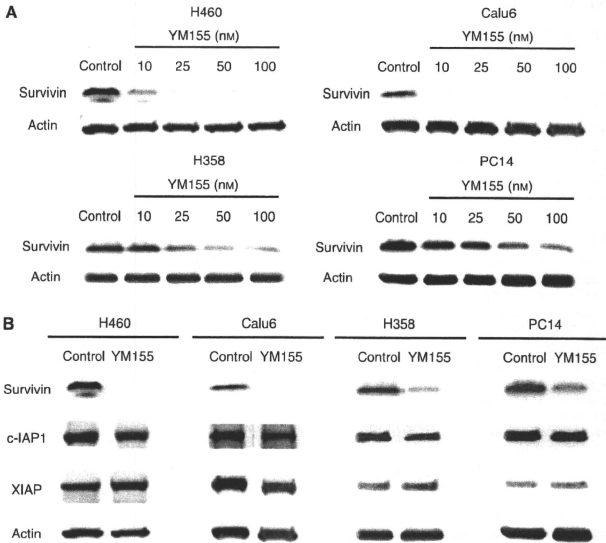 A
H460
Calu6
YM155 (nM)
YM155 (nM)
Control 10 25 50 100
Control 10 25 50 100
Survivin
Survivin
Actin
Actin
H358
PC14
YM155 (nM)
YM155 (nM)
Control 10 25 50 100
Control 10 25 50 100
Survivin
Survivin
Actin
Actin
B
H460 Calu6 H358 PC14
Control YM155 Control YM155 Control YM155 Control YM155
Survivin
c-IAP1
XIAP
Actin